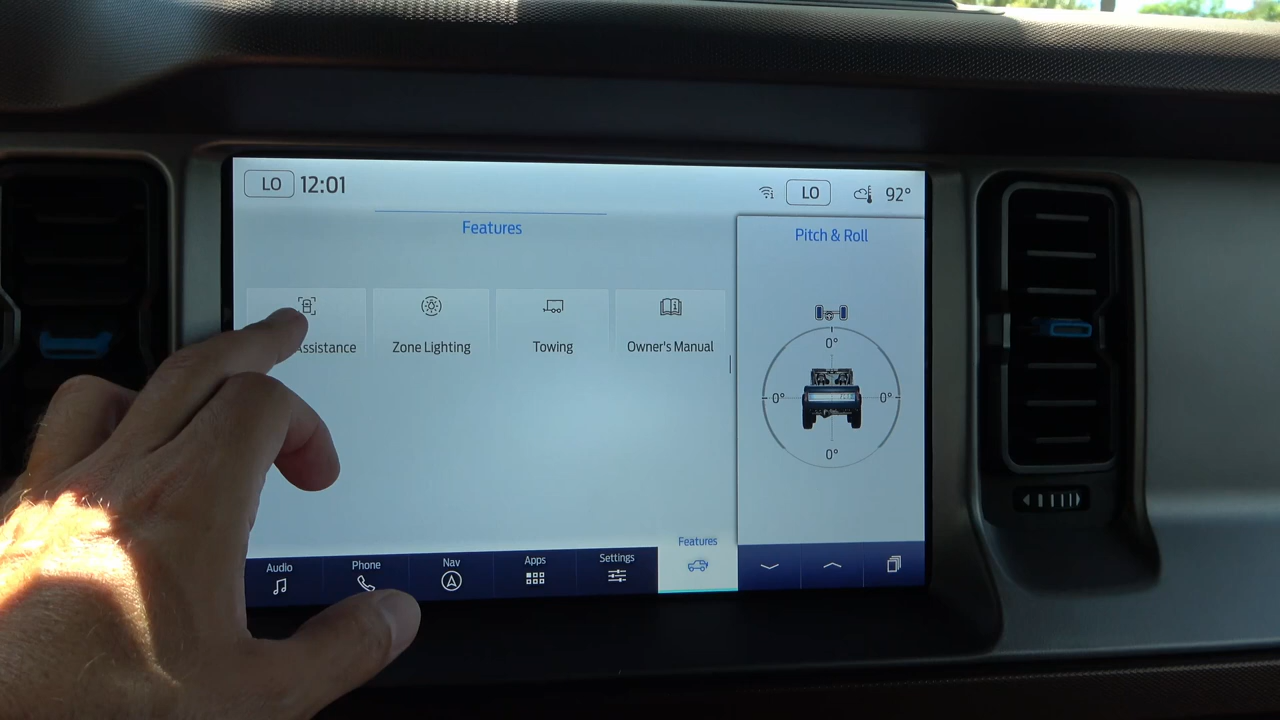 LO 12:01
LO 92°
Features
Pitch & Roll
Assistance
Zone Lighting
Towing
Owner's Manual
0°
0°
0°
0°
Audio
Phone
Nav
Apps
Settings
Features